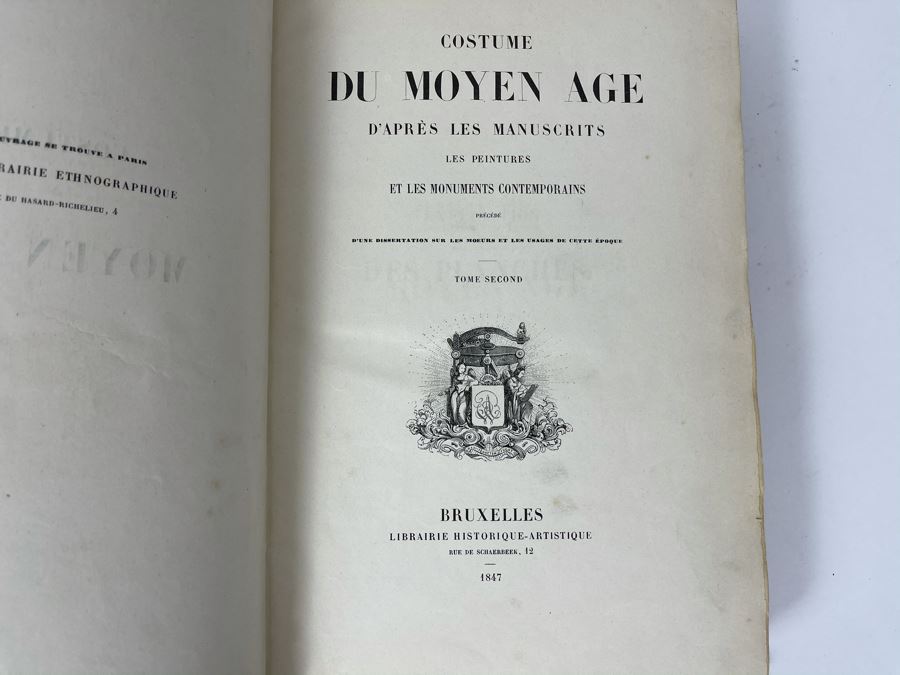 UVRAGE SE TROUVE A PARIS
RAIRIE ETHNOGRAPHIQUE
DU HASARD-RICHELIEU, 4
COSTUME
DU MOYEN AGE
D'APRÈS LES MANUSCRITS
LES PEINTURES
ET LES MONUMENTS CONTEMPORAINS
PRÉCÉDÉ
D'UNE DISSERTATION SUR LES MŒURS ET LES USAGES DE CETTE ÉPOQUE
TOME SECOND
BRUXELLES
LIBRAIRIE HISTORIQUE-ARTISTIQUE
RUE DE SCHAERBEEK, 12
1847